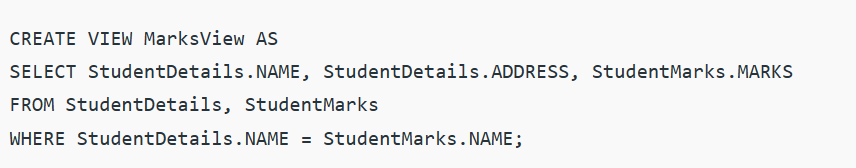 CREATE VIEW MarksView AS
SELECT StudentDetails.NAME, StudentDetails.ADDRESS, StudentMarks.MARKS
FROM StudentDetails, StudentMarks
WHERE StudentDetails.NAME = StudentMarks.NAME;